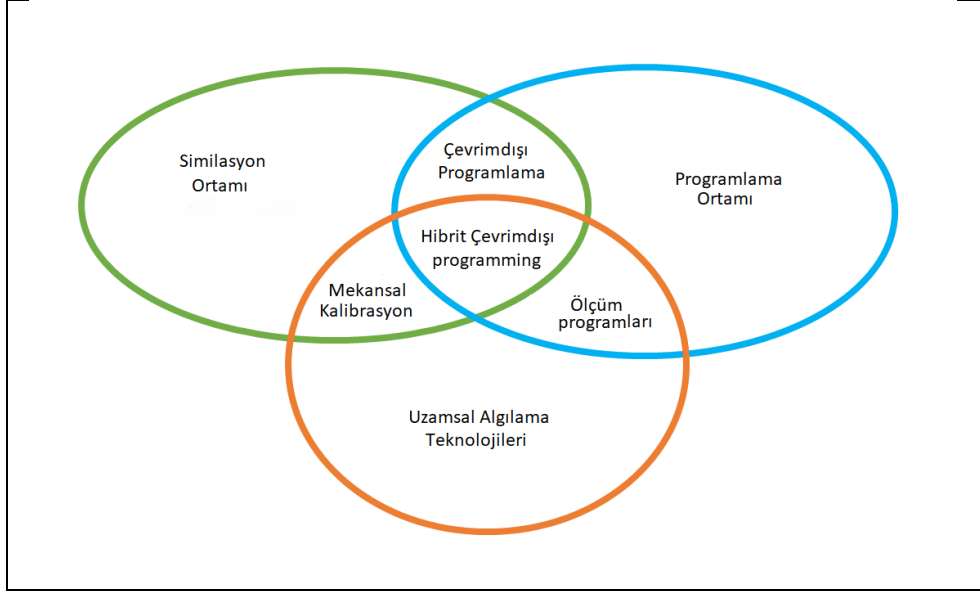 Similasyon
Ortamı
Çevrimdışı
Programlama
Programlama
Ortamı
Hibrit Çevrimdışı
programming
Mekansal
Kalibrasyon
Ölçüm
programları
Uzamsal Algılama
Teknolojileri